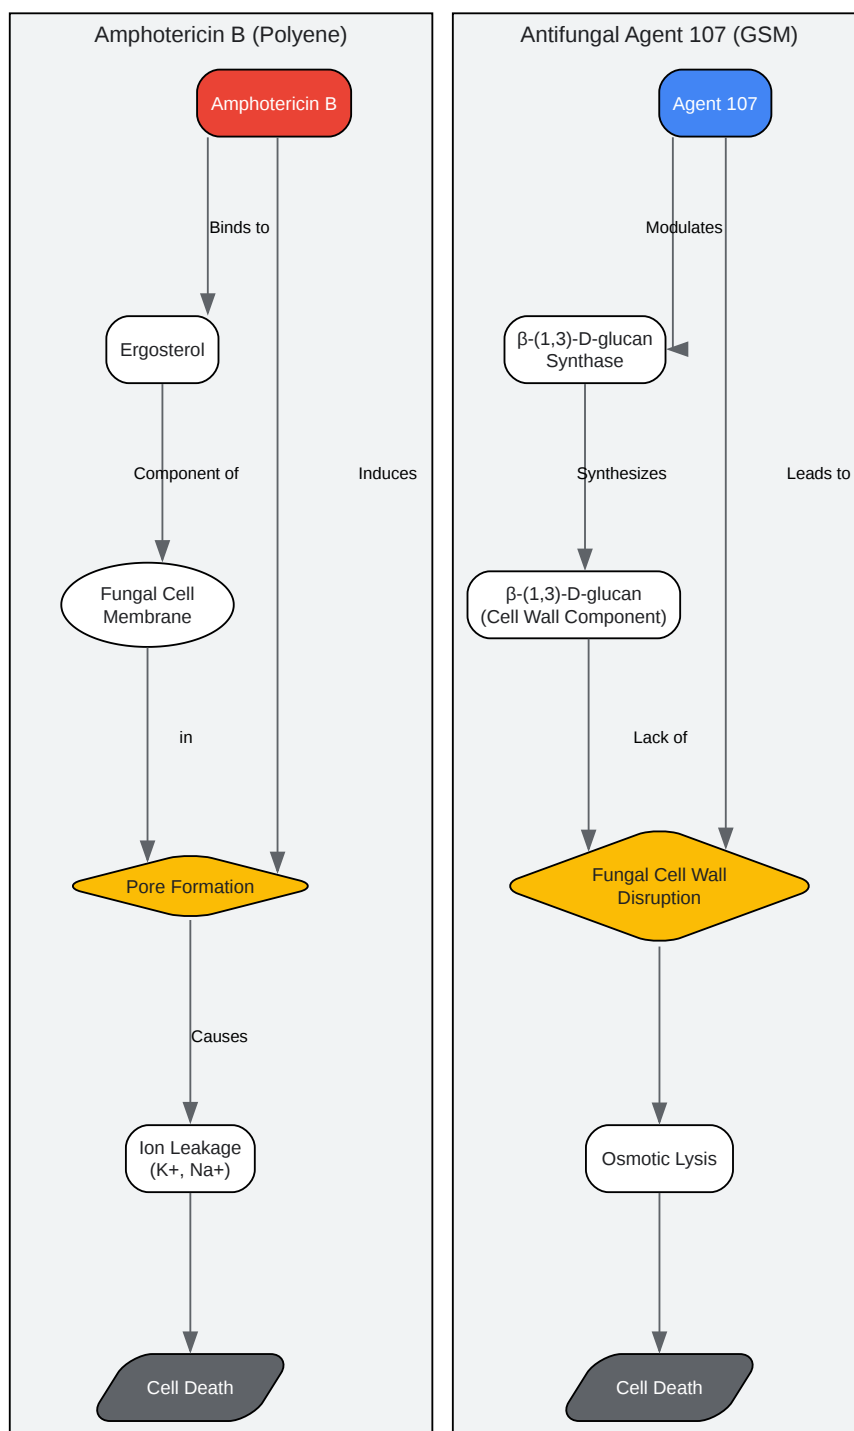 Amphotericin B (Polyene)
Amphotericin B
Binds to
Ergosterol
Component of
Induces
Fungal Cell
Membrane
in
Pore Formation
Causes
Ion Leakage
(K+, Na+)
Cell Death
Antifungal Agent 107 (GSM)
Agent 107
Modulates
β-(1,3)-D-glucan
Synthase
Synthesizes
Leads to
β-(1,3)-D-glucan
(Cell Wall Component)
Lack of
Fungal Cell Wall
Disruption
Osmotic Lysis
Cell Death